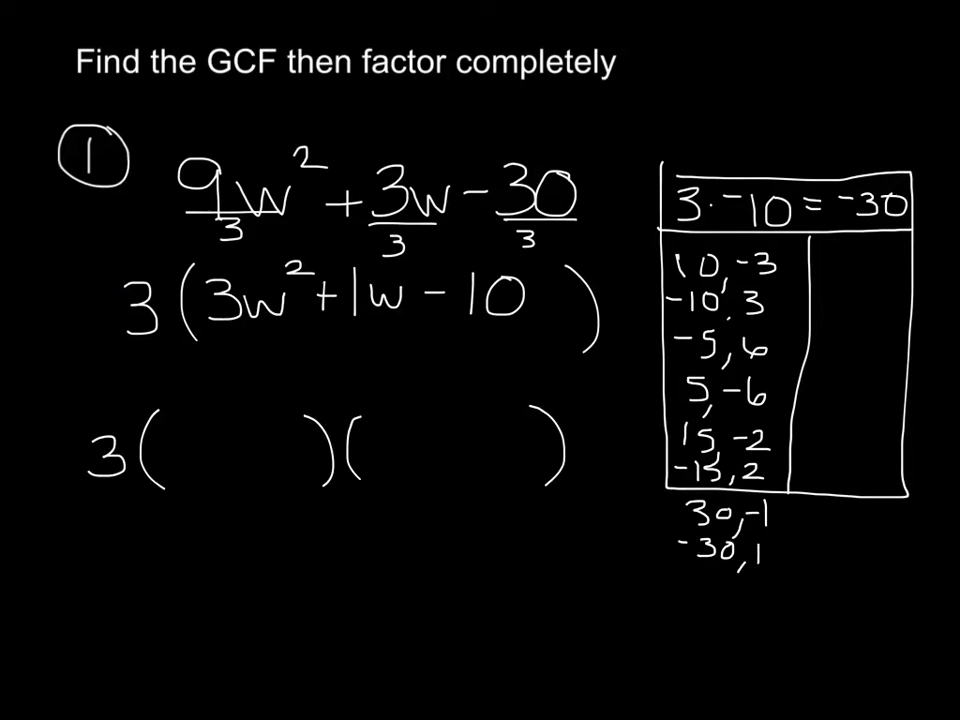 Find the GCF then factor completely
1
9w² + 3w - 30
3 3 3
3(3w² + 1w - 10)
3( )( )
3 · -10 = -30
10, -3
-10, 3
-5, 6
5, -6
15, -2
-15, 2
30, -1
-30, 1